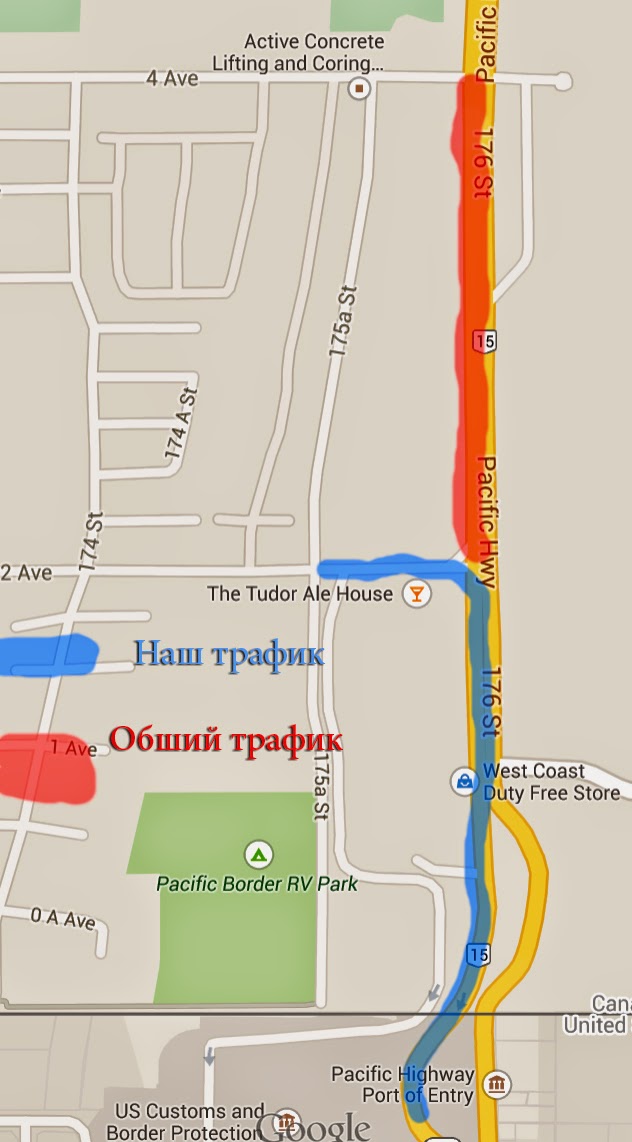 Pacific
Active Concrete
Lifting and Coring...
4 Ave
176 St
175a St
15
174 A St
Pacific Hwy
174 St
2 Ave
The Tudor Ale House
Наш трафик
176 St
Обший трафик
1 Ave
175a St
West Coast
Duty Free Store
Pacific Border RV Park
0 A Ave
15
Cana
United
Pacific Highway
Port of Entry
US Customs and
Border Protection
Google